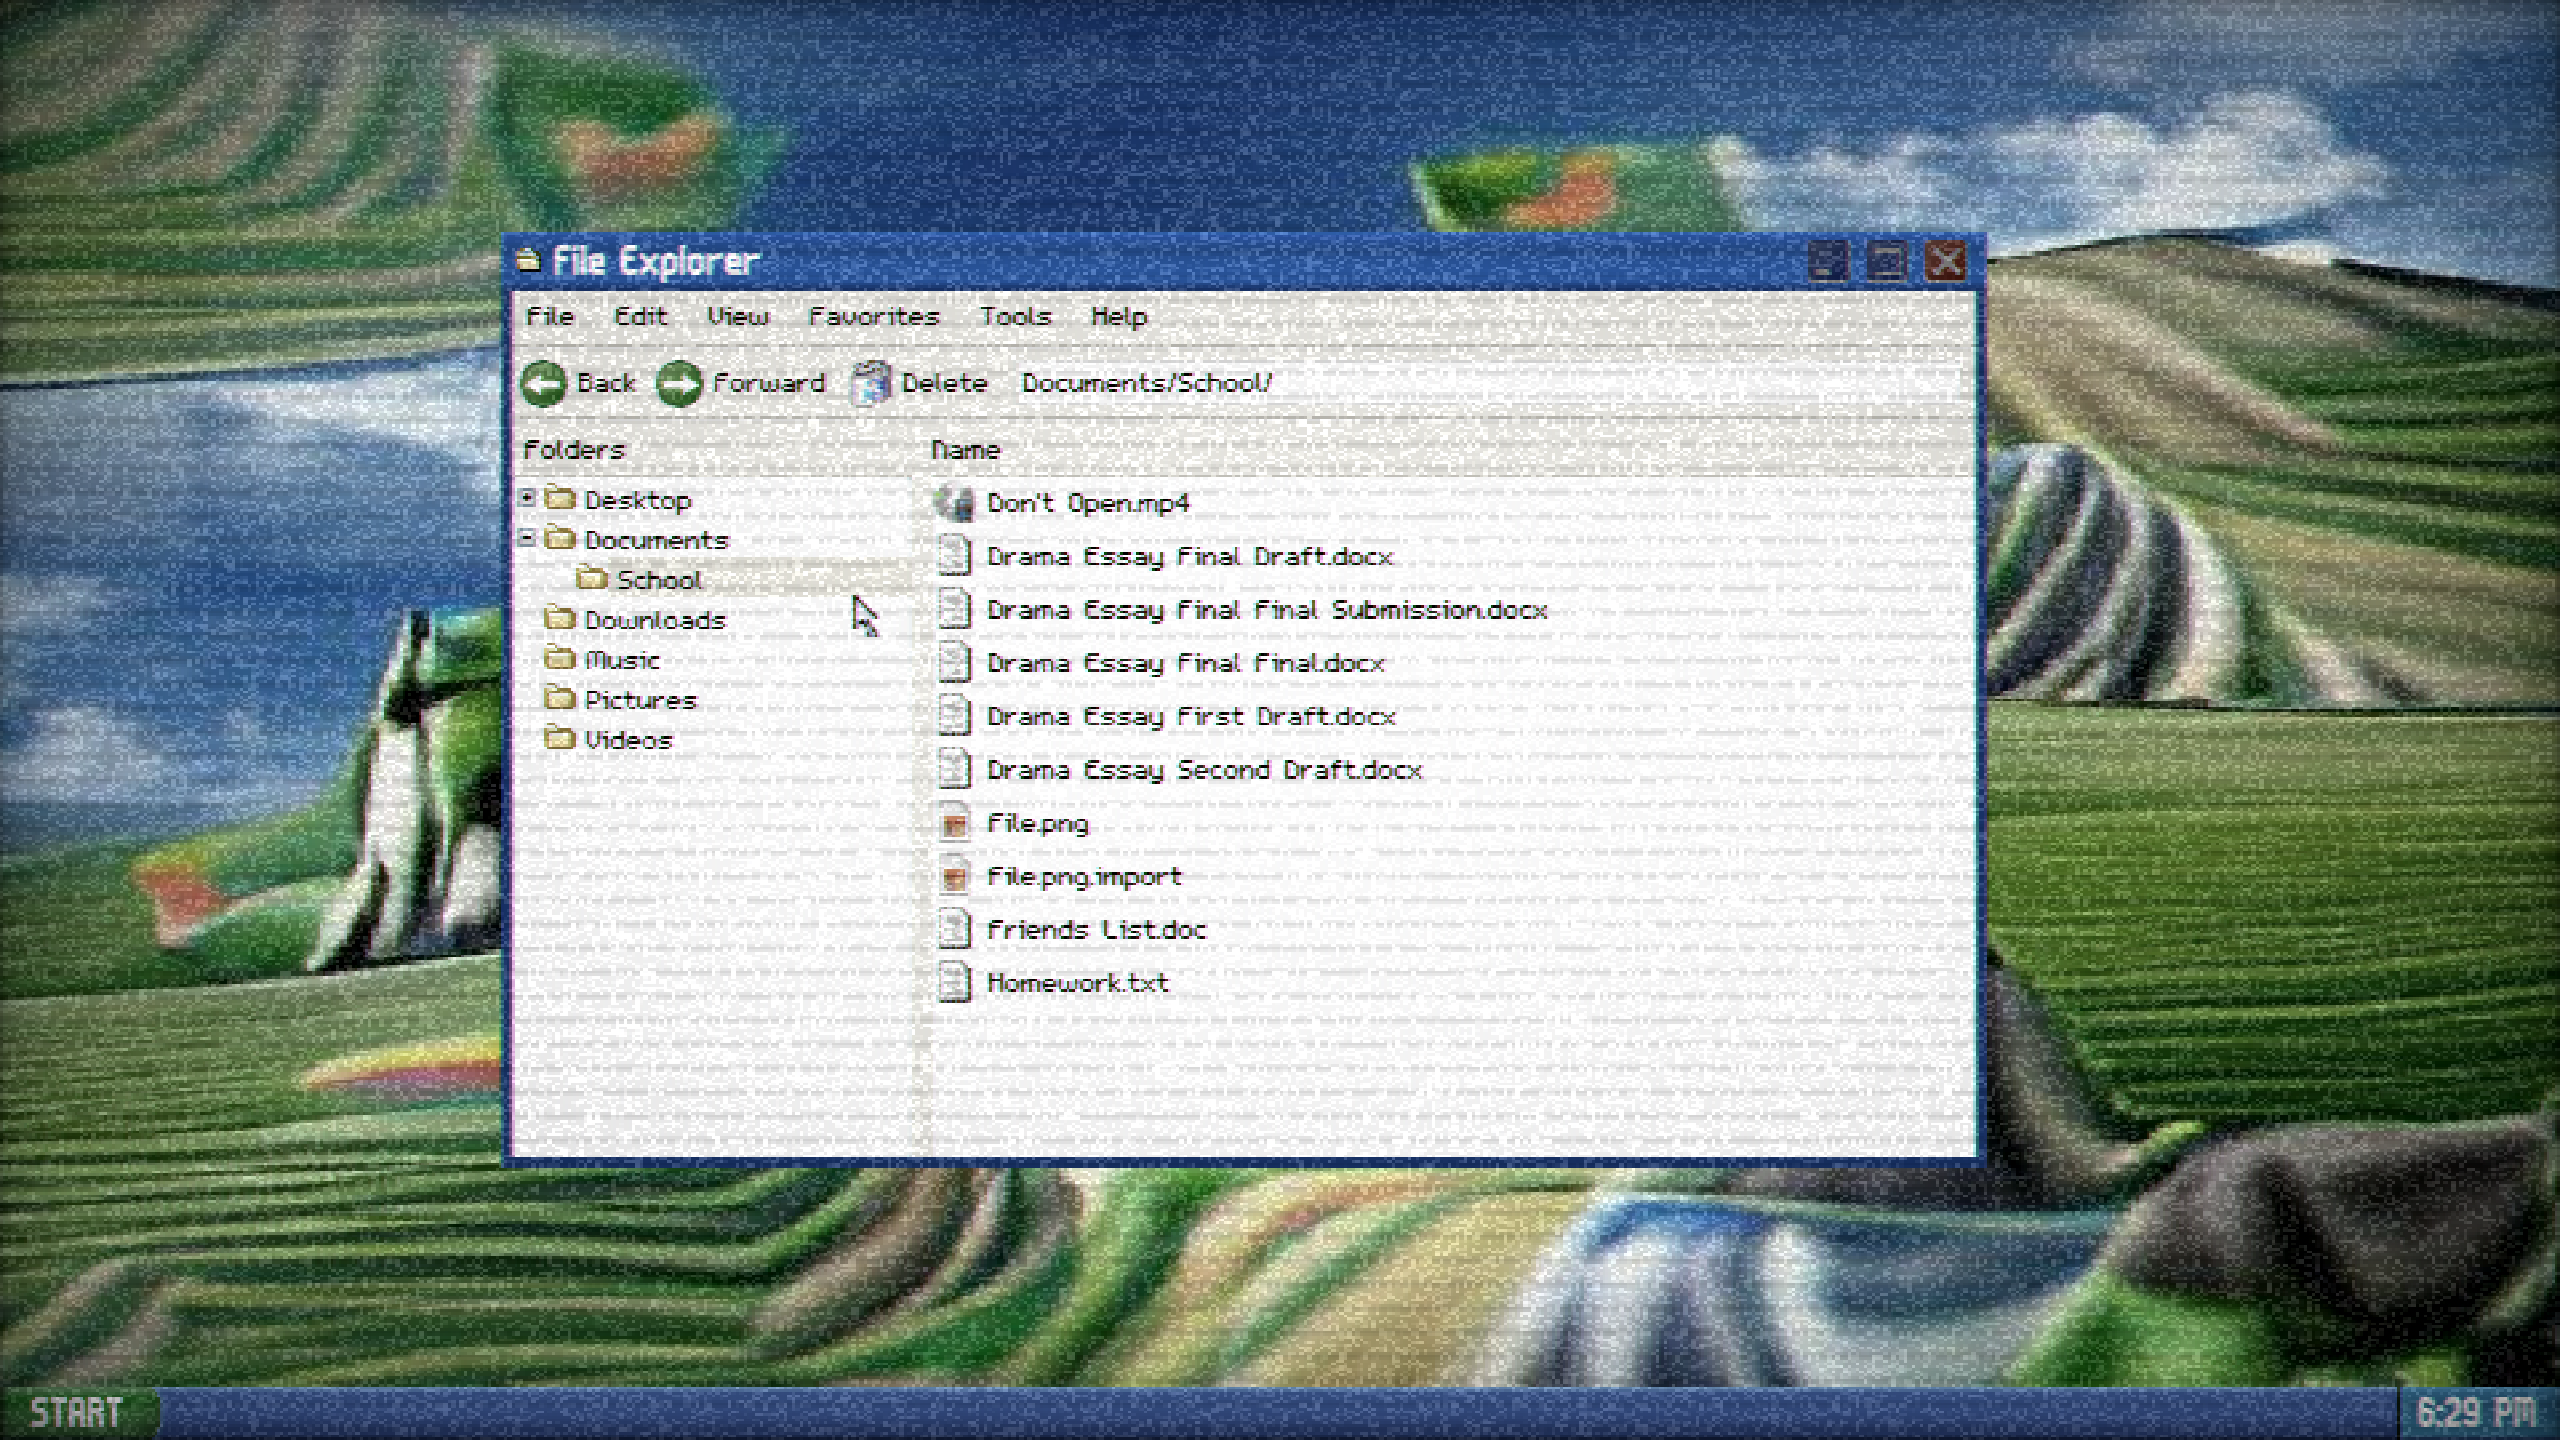 File Explorer
File Edit View Favorites Tools Help
Back Forward Delete Documents/School/
Folders
Desktop
Documents
School
Downloads
Music
Pictures
Videos
Name
Don't Open.mp4
Drama Essay Final Draft.docx
Drama Essay Final Final Submission.docx
Drama Essay Final Final.docx
Drama Essay First Draft.docx
Drama Essay Second Draft.docx
File.png
File.png.import
Friends List.doc
Homework.txt
START
6:29 PM